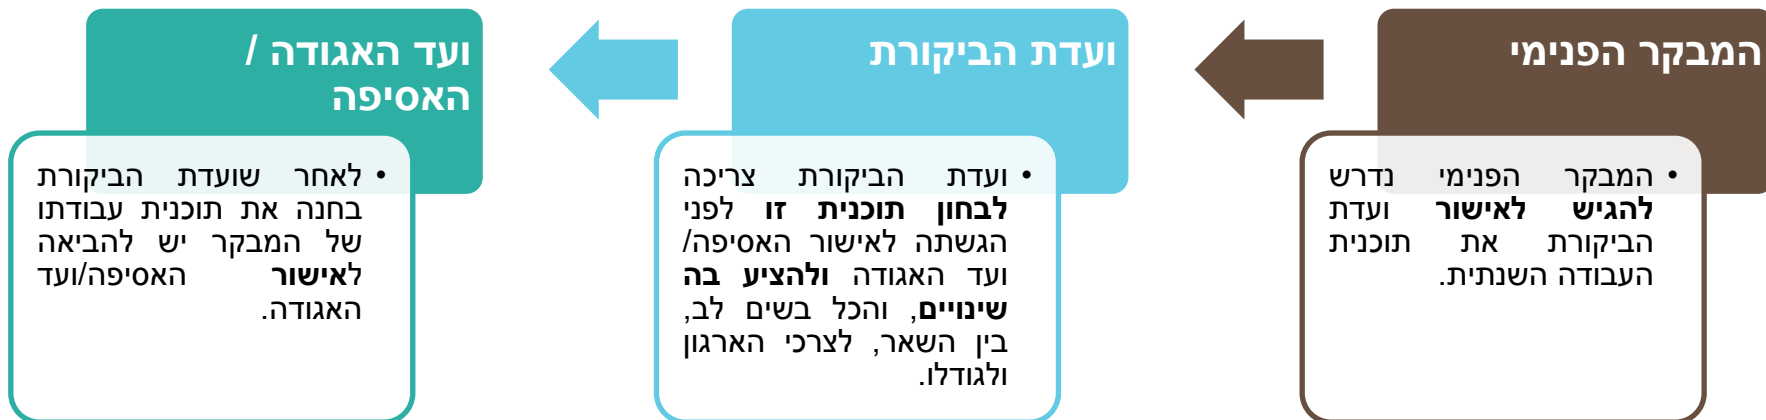 המבקר הפנימי
• המבקר הפנימי נדרש
להגיש לאישור ועדת
הביקורת את תוכנית
העבודה השנתית.
ועדת הביקורת
• ועדת הביקורת צריכה
לבחון תוכנית זו לפני
הגשתה לאישור האסיפה/
ועד האגודה ולהציע בה
שינויים, והכל בשים לב,
בין השאר, לצרכי הארגון
ולגודלו.
ועד האגודה /
האסיפה
• לאחר שועדת הביקורת
בחנה את תוכנית עבודתו
של המבקר יש להביאה
לאישור האסיפה/ועד
האגודה.